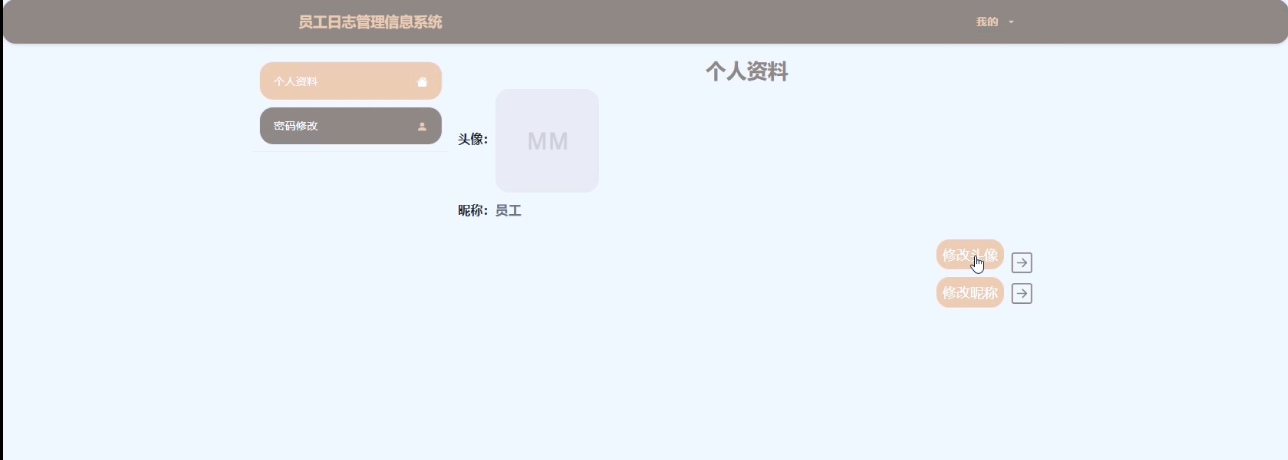 员工日志管理信息系统
我的
个人资料
密码修改
个人资料
MM
头像:
昵称: 员工
修改头像
修改昵称